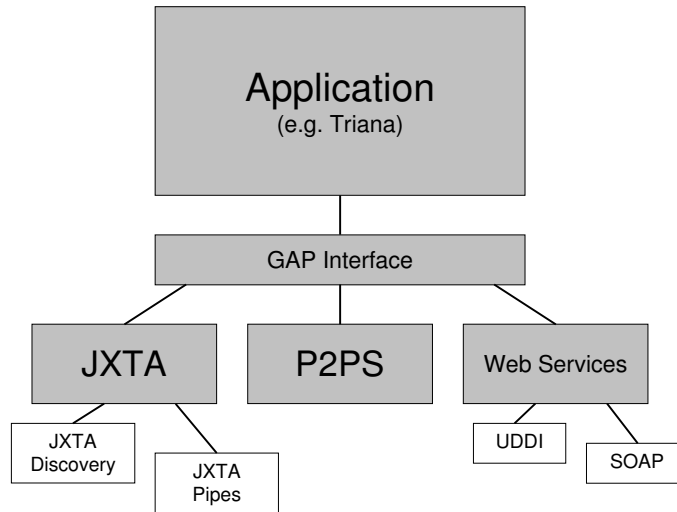 Application
(e.g. Triana)
GAP Interface
JXTA
P2PS
Web Services
JXTA
Discovery
JXTA
Pipes
UDDI
SOAP